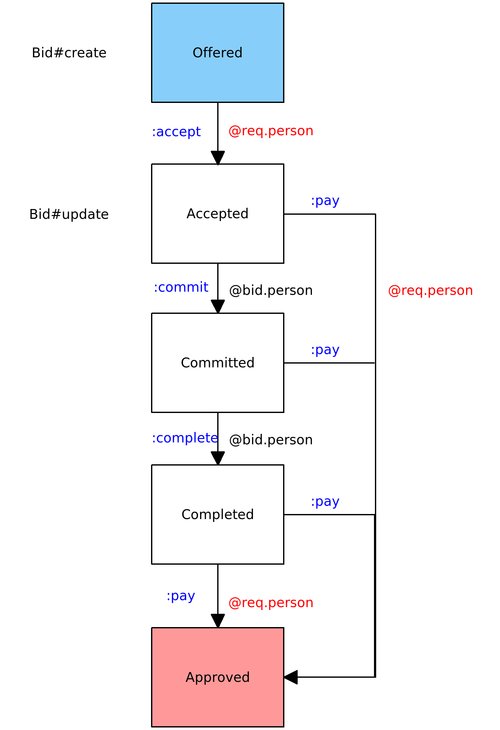 Bid#create
Offered
:accept
@req.person
Bid#update
Accepted
:pay
:commit
@bid.person
@req.person
Committed
:pay
:complete
@bid.person
Completed
:pay
:pay
@req.person
Approved